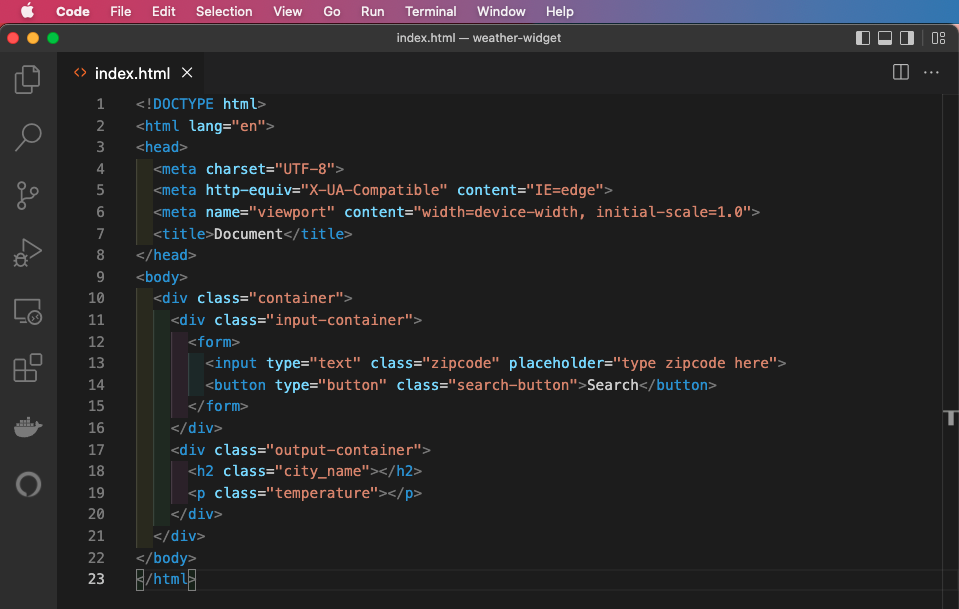 Code File Edit Selection View Go Run Terminal Window Help
index.html — weather-widget
<> index.html ×
1 <!DOCTYPE html>
2 <html lang="en">
3 <head>
4 <meta charset="UTF-8">
5 <meta http-equiv="X-UA-Compatible" content="IE=edge">
6 <meta name="viewport" content="width=device-width, initial-scale=1.0">
7 <title>Document</title>
8 </head>
9 <body>
10 <div class="container">
11 <div class="input-container">
12 <form>
13 <input type="text" class="zipcode" placeholder="type zipcode here">
14 <button type="button" class="search-button">Search</button>
15 </form>
16 </div>
17 <div class="output-container">
18 <h2 class="city_name"></h2>
19 <p class="temperature"></p>
20 </div>
21 </div>
22 </body>
23 </html>